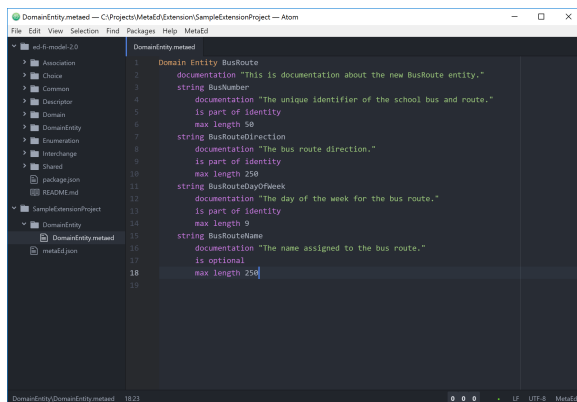 DomainEntity.metaed — C:\Projects\MetaEd\Extension\SampleExtensionProject — Atom
File Edit View Selection Find Packages Help MetaEd
ed-fi-model-2.0
DomainEntity.metaed
Association
Choice
Common
Descriptor
Domain
DomainEntity
Enumeration
Interchange
Shared
package.json
README.md
SampleExtensionProject
DomainEntity
DomainEntity.metaed
metaEd.json
1 Domain Entity BusRoute
2 documentation "This is documentation about the new BusRoute entity."
3 string BusNumber
4 documentation "The unique identifier of the school bus and route."
5 is part of identity
6 max length 50
7 string BusRouteDirection
8 documentation "The bus route direction."
9 is part of identity
10 max length 250
11 string BusRouteDayOfWeek
12 documentation "The day of the week for the bus route."
13 is part of identity
14 max length 9
15 string BusRouteName
16 documentation "The name assigned to the bus route."
17 is optional
18 max length 250
19
DomainEntity\DomainEntity.metaed 18:23 0 0 0 LF UTF-8 MetaEd